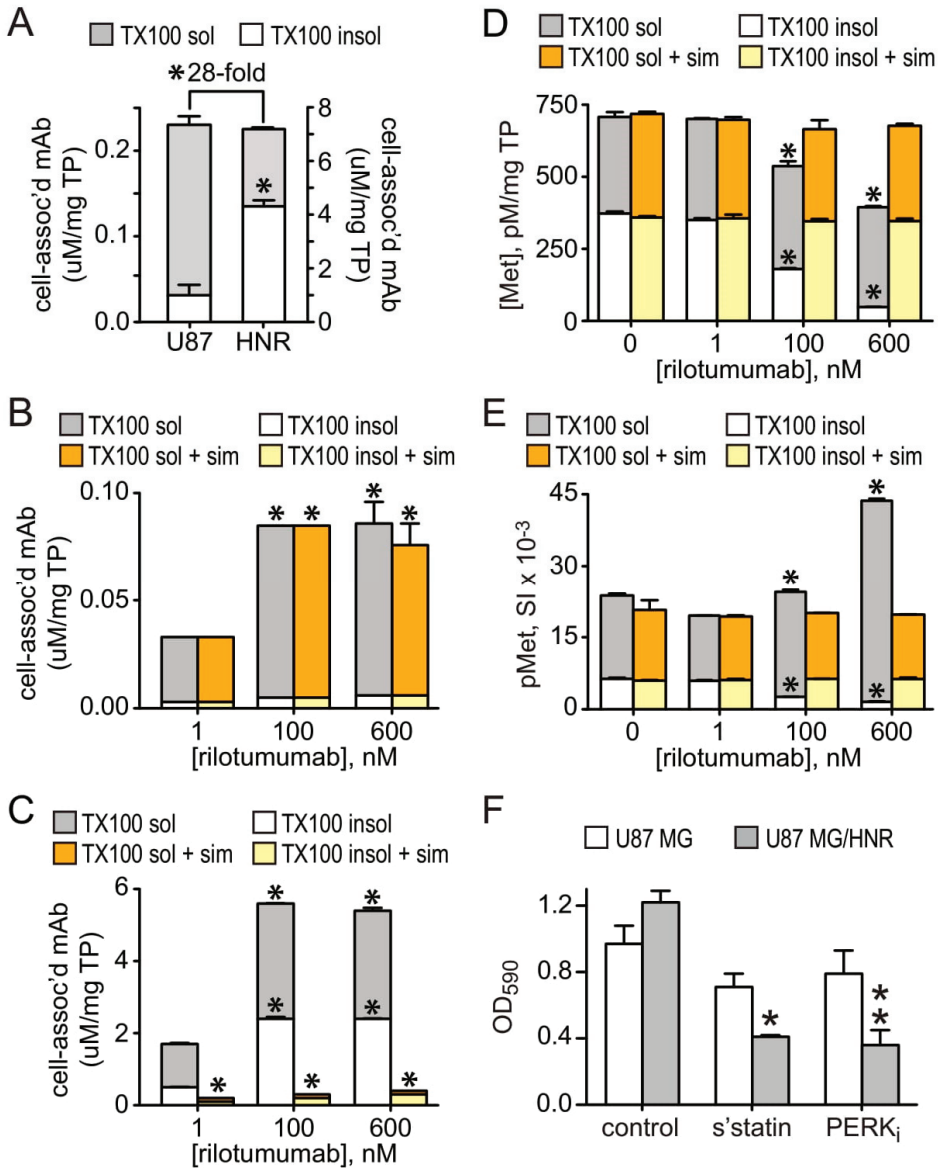 A
TX100 sol TX100 insol
*28-fold
cell-assoc'd mAb
(uM/mg TP)
0.2
0.1
0.0
8
6
4
2
0
cell-assoc'd mAb
(uM/mg TP)
*
U87 HNR
B
TX100 sol TX100 insol
TX100 sol + sim TX100 insol + sim
cell-assoc'd mAb
(uM/mg TP)
0.10
0.05
0.00
* * * *
1 100 600
[rilotumumab], nM
C
TX100 sol TX100 insol
TX100 sol + sim TX100 insol + sim
cell-assoc'd mAb
(uM/mg TP)
6
4
2
0
* * * * * * *
1 100 600
[rilotumumab], nM
D
TX100 sol TX100 insol
TX100 sol + sim TX100 insol + sim
[Met], pM/mg TP
750
500
250
0
* *
* *
0 1 100 600
[rilotumumab], nM
E
TX100 sol TX100 insol
TX100 sol + sim TX100 insol + sim
pMet, SI x 10-3
45
30
15
0
* *
* *
0 1 100 600
[rilotumumab], nM
F
U87 MG U87 MG/HNR
OD590
1.2
0.8
0.4
0.0
* **
control s'statin PERKi